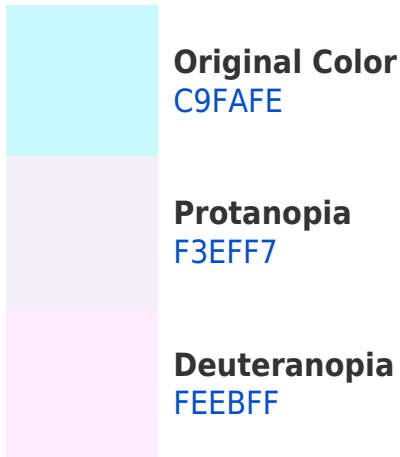 Original Color
C9FAFE
Protanopia
F3EFF7
Deuteranopia
FEEBFF